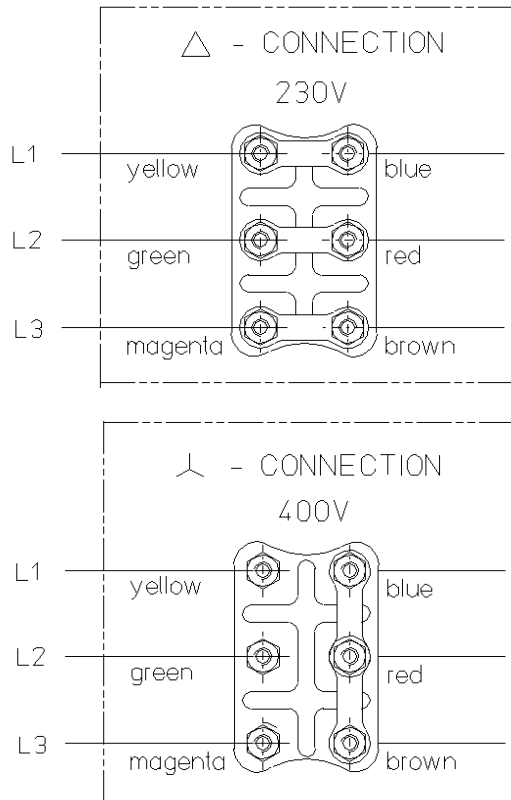 △ - CONNECTION
230V
L1 yellow blue
L2 green red
L3 magenta brown
⅄ - CONNECTION
400V
L1 yellow blue
L2 green red
L3 magenta brown